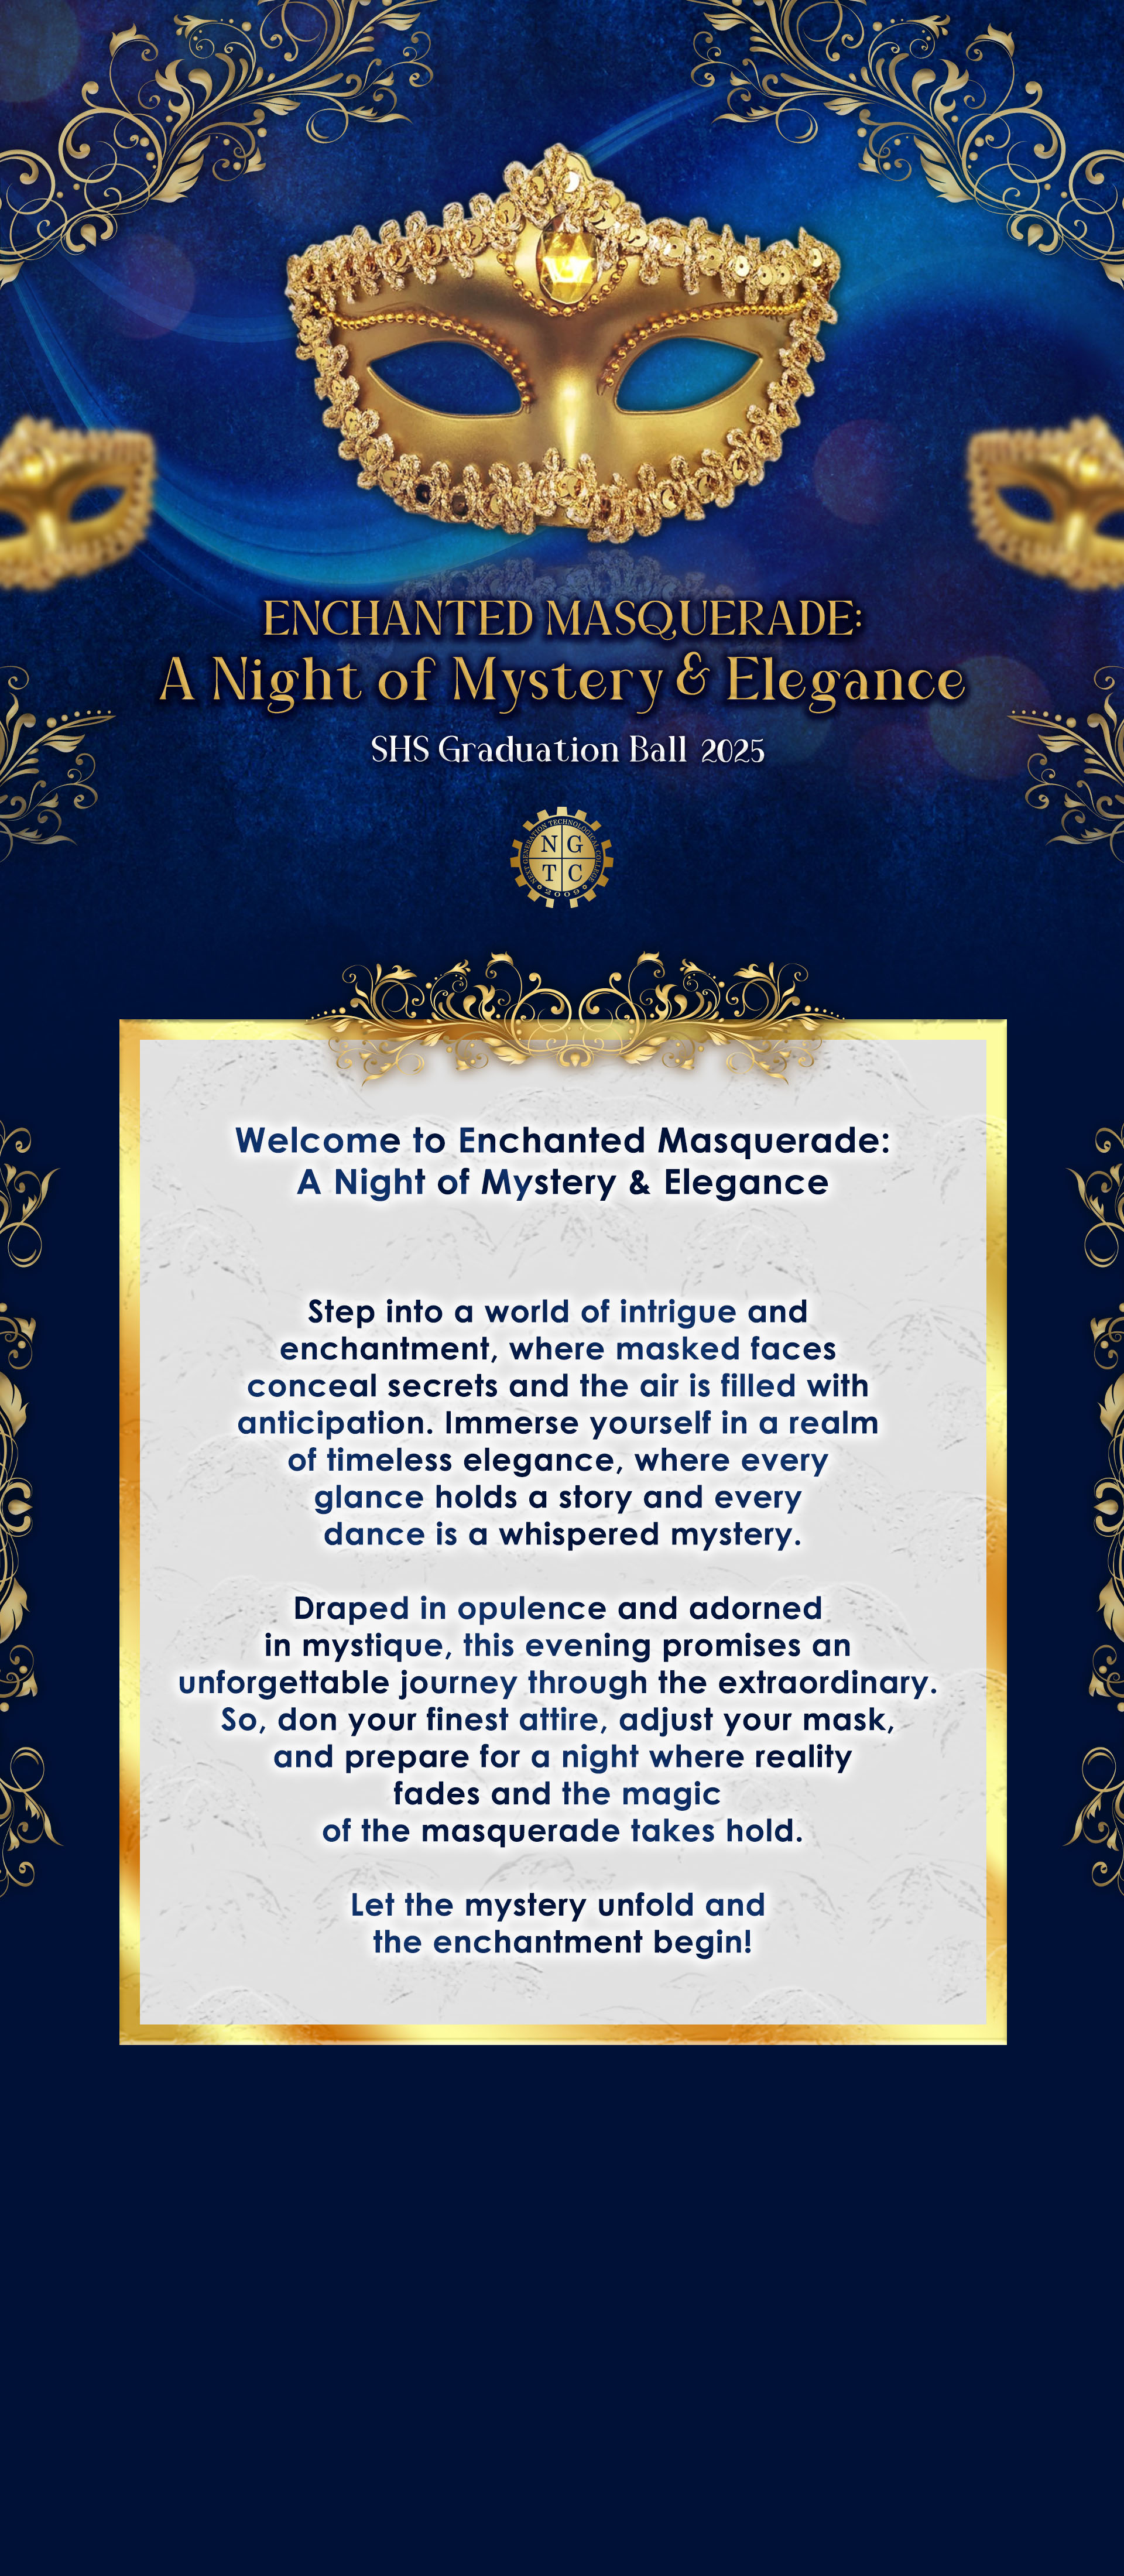 ENCHANTED MASQUERADE:
A Night of Mystery & Elegance
SHS Graduation Ball 2025
NEXT GENERATION TECHNOLOGICAL COLLEGE
N G
T C
2009
Welcome to Enchanted Masquerade:
A Night of Mystery & Elegance
Step into a world of intrigue and
enchantment, where masked faces
conceal secrets and the air is filled with
anticipation. Immerse yourself in a realm
of timeless elegance, where every
glance holds a story and every
dance is a whispered mystery.
Draped in opulence and adorned
in mystique, this evening promises an
unforgettable journey through the extraordinary.
So, don your finest attire, adjust your mask,
and prepare for a night where reality
fades and the magic
of the masquerade takes hold.
Let the mystery unfold and
the enchantment begin!